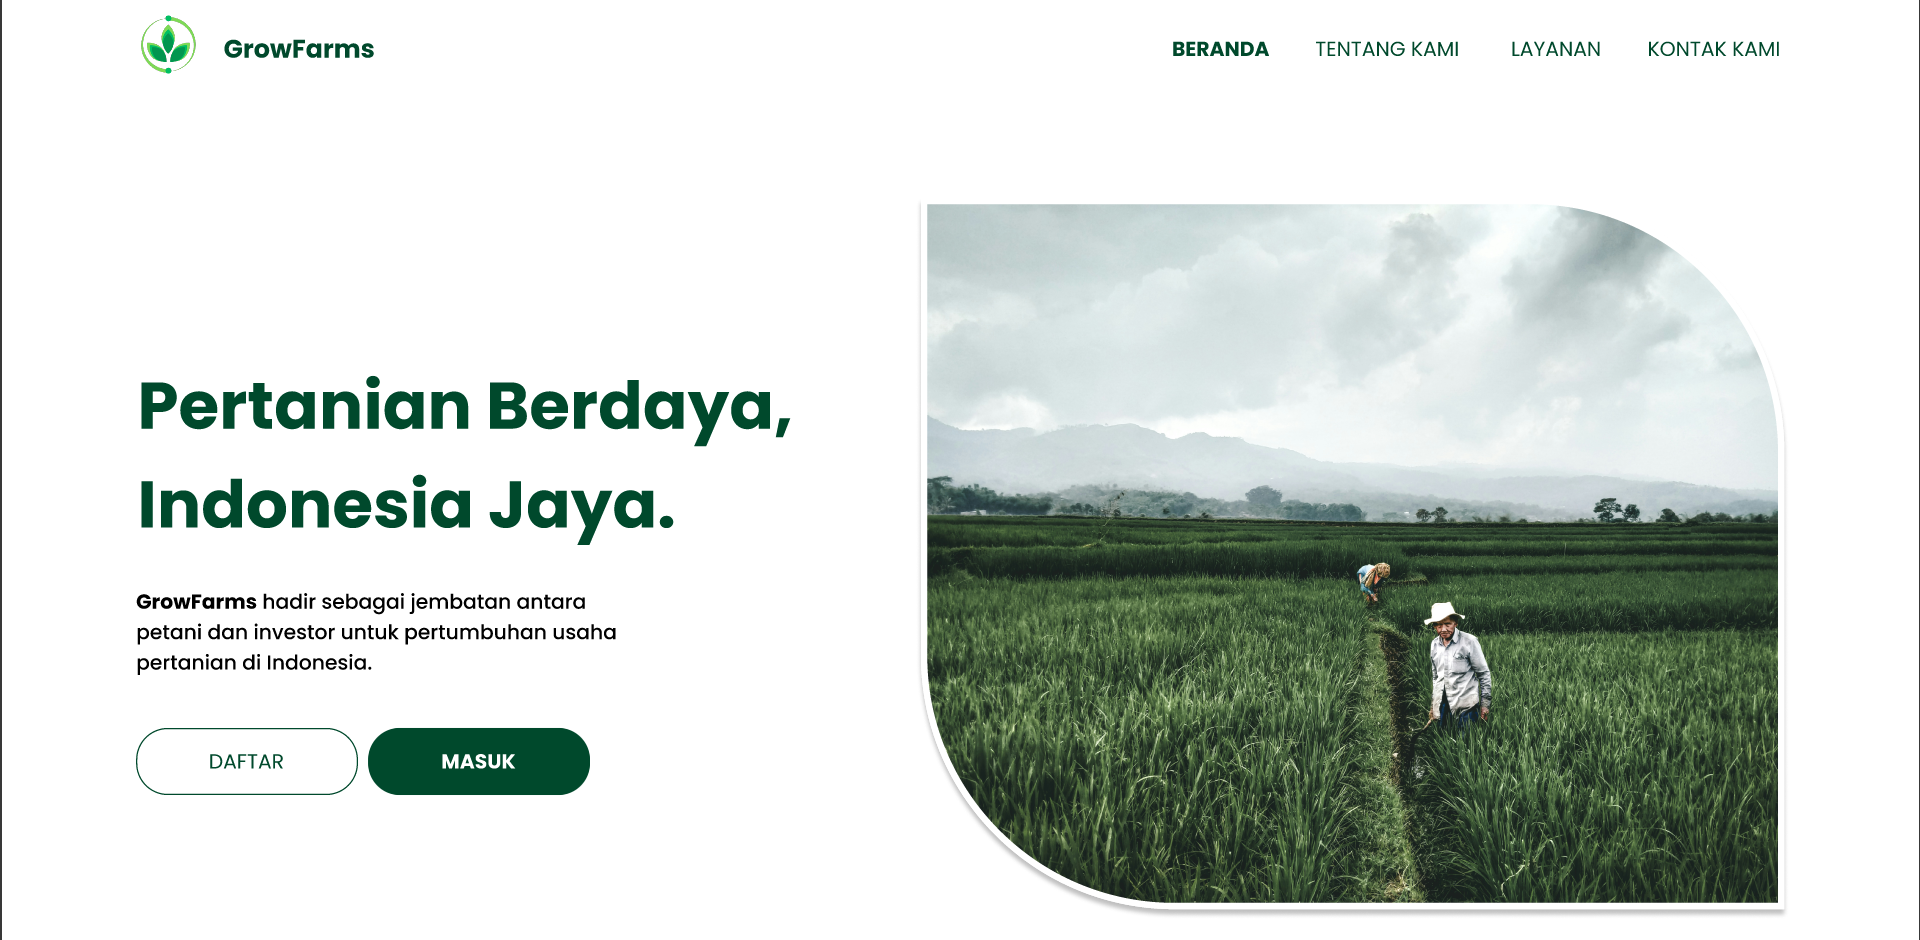 GrowFarms
BERANDA TENTANG KAMI LAYANAN KONTAK KAMI
Pertanian Berdaya,
Indonesia Jaya.
GrowFarms hadir sebagai jembatan antara
petani dan investor untuk pertumbuhan usaha
pertanian di Indonesia.
DAFTAR MASUK